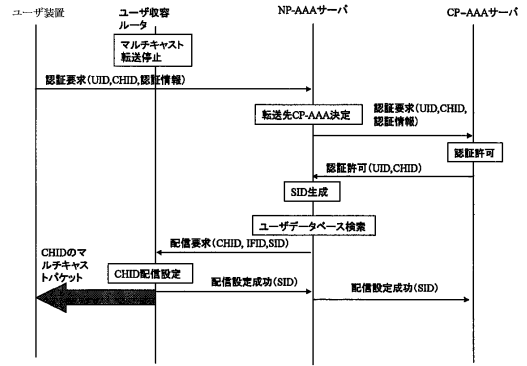 ユーザ装置
ユーザ収容
ルータ
NP-AAAサーバ
CP-AAAサーバ
マルチキャスト
転送停止
認証要求(UID,CHID,認証情報)
転送先CP-AAA決定
認証要求(UID,CHID,
認証情報)
認証許可
認証許可(UID,CHID)
SID生成
ユーザデータベース検索
配信要求(CHID, IFID,SID)
CHIDのマ
ルチキャス
トパケット
CHID配信設定
配信設定成功(SID)
配信設定成功(SID)